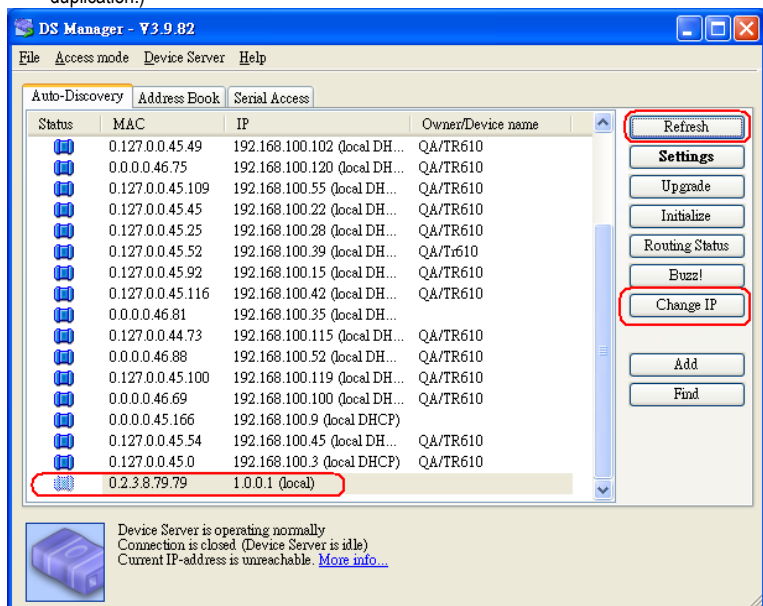 duplication.)
DS Manager - V3.9.82
File Access mode Device Server Help
Auto-Discovery Address Book Serial Access
Status MAC IP Owner/Device name
0.127.0.0.45.49 192.168.100.102 (local DH... QA/TR610
0.0.0.0.46.75 192.168.100.120 (local DH... QA/TR610
0.127.0.0.45.109 192.168.100.55 (local DH... QA/TR610
0.127.0.0.45.45 192.168.100.22 (local DH... QA/TR610
0.127.0.0.45.25 192.168.100.28 (local DH... QA/TR610
0.127.0.0.45.52 192.168.100.39 (local DH... QA/Tr610
0.127.0.0.45.92 192.168.100.15 (local DH... QA/TR610
0.127.0.0.45.116 192.168.100.42 (local DH... QA/TR610
0.0.0.0.46.81 192.168.100.35 (local DH...
0.127.0.0.44.73 192.168.100.115 (local DH... QA/TR610
0.0.0.0.46.88 192.168.100.52 (local DH... QA/TR610
0.127.0.0.45.100 192.168.100.119 (local DH... QA/TR610
0.0.0.0.46.69 192.168.100.100 (local DH... QA/TR610
0.0.0.0.45.166 192.168.100.9 (local DHCP)
0.127.0.0.45.54 192.168.100.45 (local DH... QA/TR610
0.127.0.0.45.0 192.168.100.3 (local DHCP) QA/TR610
0.2.3.8.79.79 1.0.0.1 (local)
Refresh
Settings
Upgrade
Initialize
Routing Status
Buzz!
Change IP
Add
Find
Device Server is operating normally
Connection is closed (Device Server is idle)
Current IP-address is unreachable. More info...